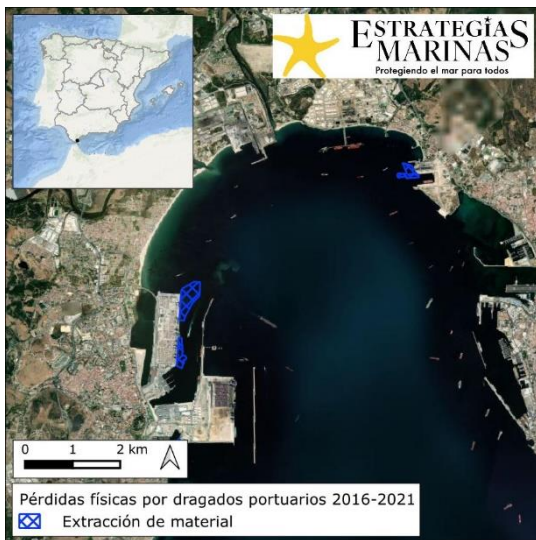 ESTRATEGIAS
MARINAS
Protegiendo el mar para todos
0 1 2 km
Pérdidas físicas por dragados portuarios 2016-2021
Extracción de material